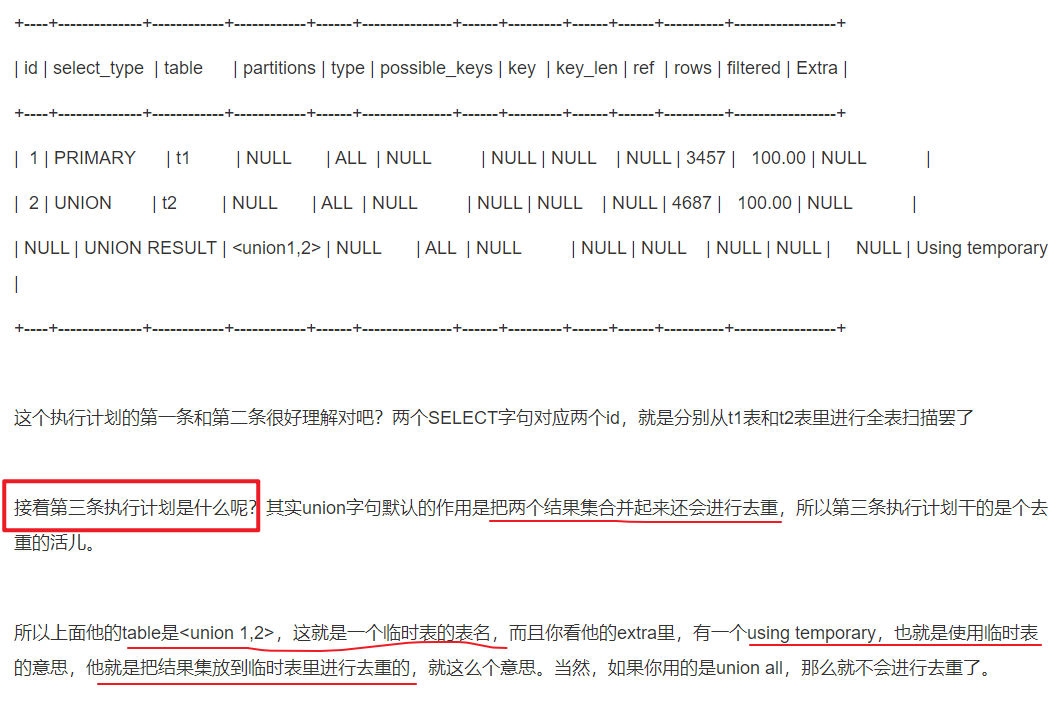 +----+--------------+------------+------------+------+---------------+------+---------+------+------+----------+-----------------+
| id | select_type | table | partitions | type | possible_keys | key | key_len | ref | rows | filtered | Extra |
+----+--------------+------------+------------+------+---------------+------+---------+------+------+----------+-----------------+
| 1 | PRIMARY | t1 | NULL | ALL | NULL | NULL | NULL | NULL | 3457 | 100.00 | NULL |
| 2 | UNION | t2 | NULL | ALL | NULL | NULL | NULL | NULL | 4687 | 100.00 | NULL |
| NULL | UNION RESULT | <union1,2> | NULL | ALL | NULL | NULL | NULL | NULL | NULL | NULL | Using temporary
|
+----+--------------+------------+------------+------+---------------+------+---------+------+------+----------+-----------------+
这个执行计划的第一条和第二条很好理解对吧？两个SELECT字句对应两个id，就是分别从t1表和t2表里进行全表扫描罢了
接着第三条执行计划是什么呢？其实union字句默认的作用是把两个结果集合并起来还会进行去重，所以第三条执行计划干的是个去
重的活儿。
所以上面他的table是<union 1,2>，这就是一个临时表的表名，而且你看他的extra里，有一个using temporary，也就是使用临时表
的意思，他就是把结果集放到临时表里进行去重的，就这么个意思。当然，如果你用的是union all，那么就不会进行去重了。